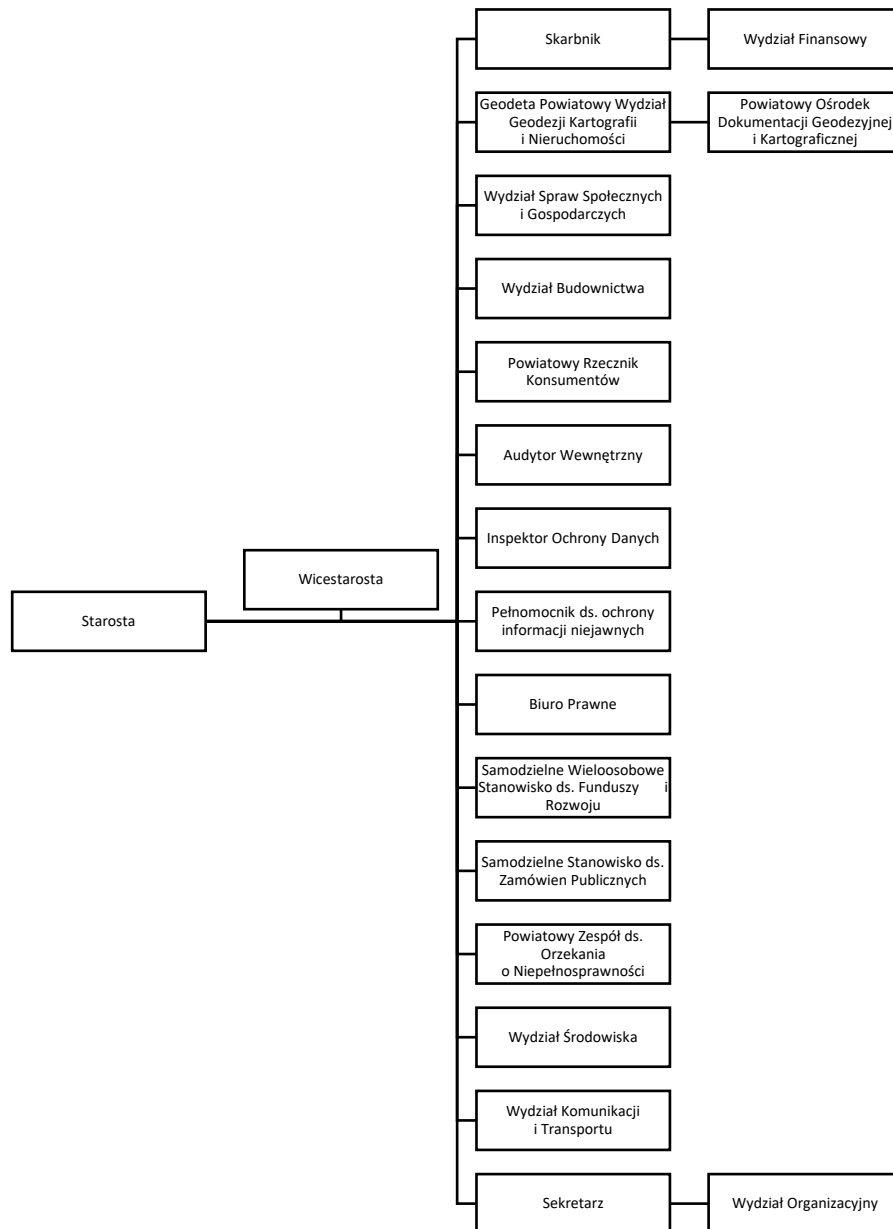 Skarbnik
Wydział Finansowy
Geodeta Powiatowy Wydział
Geodezji Kartografii
i Nieruchomości
Powiatowy Ośrodek
Dokumentacji Geodezyjnej
i Kartograficznej
Wydział Spraw Społecznych
i Gospodarczych
Wydział Budownictwa
Powiatowy Rzecznik
Konsumentów
Audytor Wewnętrzny
Inspektor Ochrony Danych
Wicestarosta
Starosta
Pełnomocnik ds. ochrony
informacji niejawnych
Biuro Prawne
Samodzielne Wieloosobowe
Stanowisko ds. Funduszy i
Rozwoju
Samodzielne Stanowisko ds.
Zamówien Publicznych
Powiatowy Zespół ds.
Orzekania
o Niepełnosprawności
Wydział Środowiska
Wydział Komunikacji
i Transportu
Sekretarz
Wydział Organizacyjny